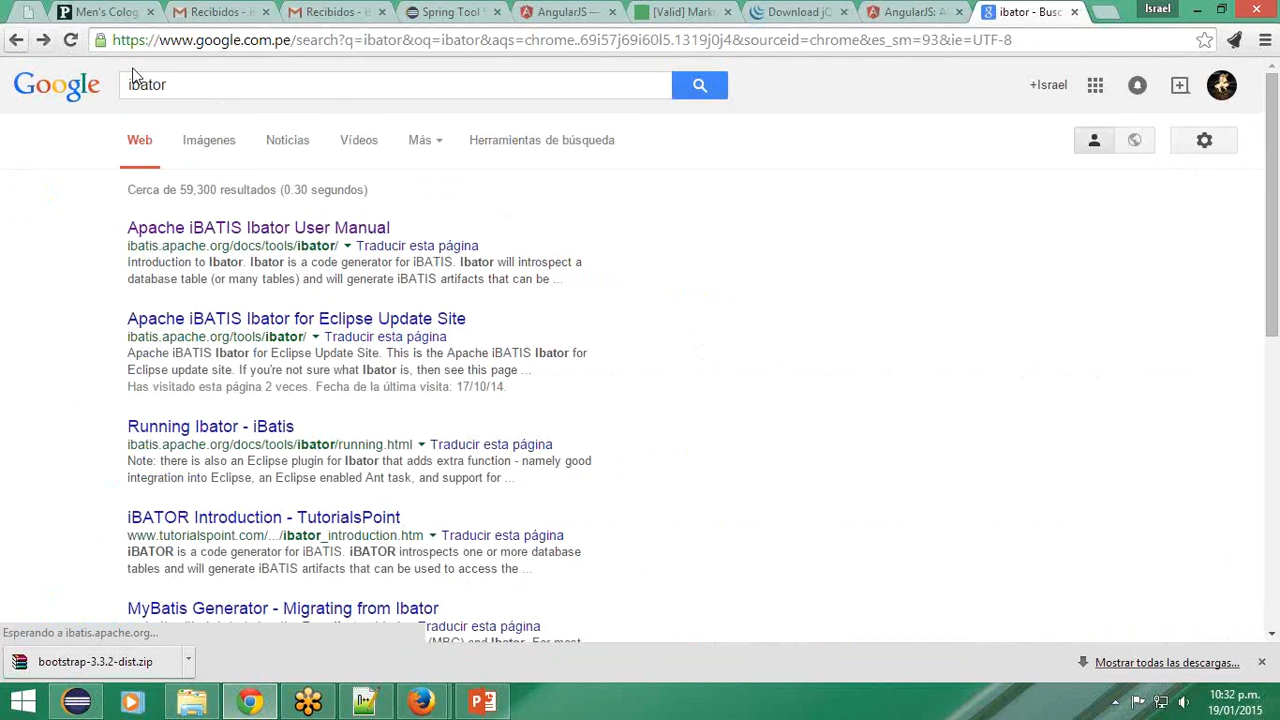 Men's Colog
Recibidos - i
Recibidos - i
Spring Tool
AngularJS —
[Valid] Mark
Download jC
AngularJS: A
ibator - Busc
Israel
https://www.google.com.pe/search?q=ibator&oq=ibator&aqs=chrome..69i57j69i60l5.1319j0j4&sourceid=chrome&es_sm=93&ie=UTF-8
Google
ibator
+Israel
Web
Imágenes
Noticias
Vídeos
Más
Herramientas de búsqueda
Cerca de 59,300 resultados (0.30 segundos)
Apache iBATIS Ibator User Manual
ibatis.apache.org/docs/tools/ibator/ Traducir esta página
Introduction to Ibator. Ibator is a code generator for iBATIS. Ibator will introspect a
database table (or many tables) and will generate iBATIS artifacts that can be ...
Apache iBATIS Ibator for Eclipse Update Site
ibatis.apache.org/tools/ibator/ Traducir esta página
Apache iBATIS Ibator for Eclipse Update Site. This is the Apache iBATIS Ibator for
Eclipse update site. If you're not sure what Ibator is, then see this page ...
Has visitado esta página 2 veces. Fecha de la última visita: 17/10/14.
Running Ibator - iBatis
ibatis.apache.org/docs/tools/ibator/running.html Traducir esta página
Note: there is also an Eclipse plugin for Ibator that adds extra function - namely good
integration into Eclipse, an Eclipse enabled Ant task, and support for ...
iBATOR Introduction - TutorialsPoint
www.tutorialspoint.com/.../ibator_introduction.htm Traducir esta página
iBATOR is a code generator for iBATIS. iBATOR introspects one or more database
tables and will generate iBATIS artifacts that can be used to access the ...
MyBatis Generator - Migrating from Ibator
Traducir esta página
(MBG) and Ibator. For most
Esperando a ibatis.apache.org...
bootstrap-3.3.2-dist.zip
Mostrar todas las descargas...
10:32 p.m.
19/01/2015